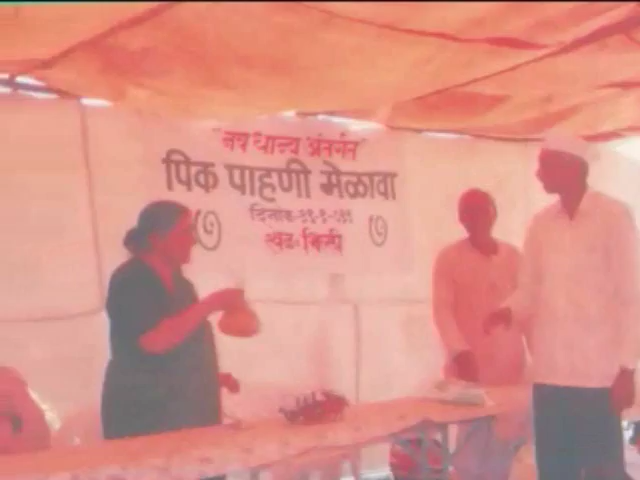 "नव धान्य अंतर्गत"
पिक पाहणी मेळावा
दिनांक